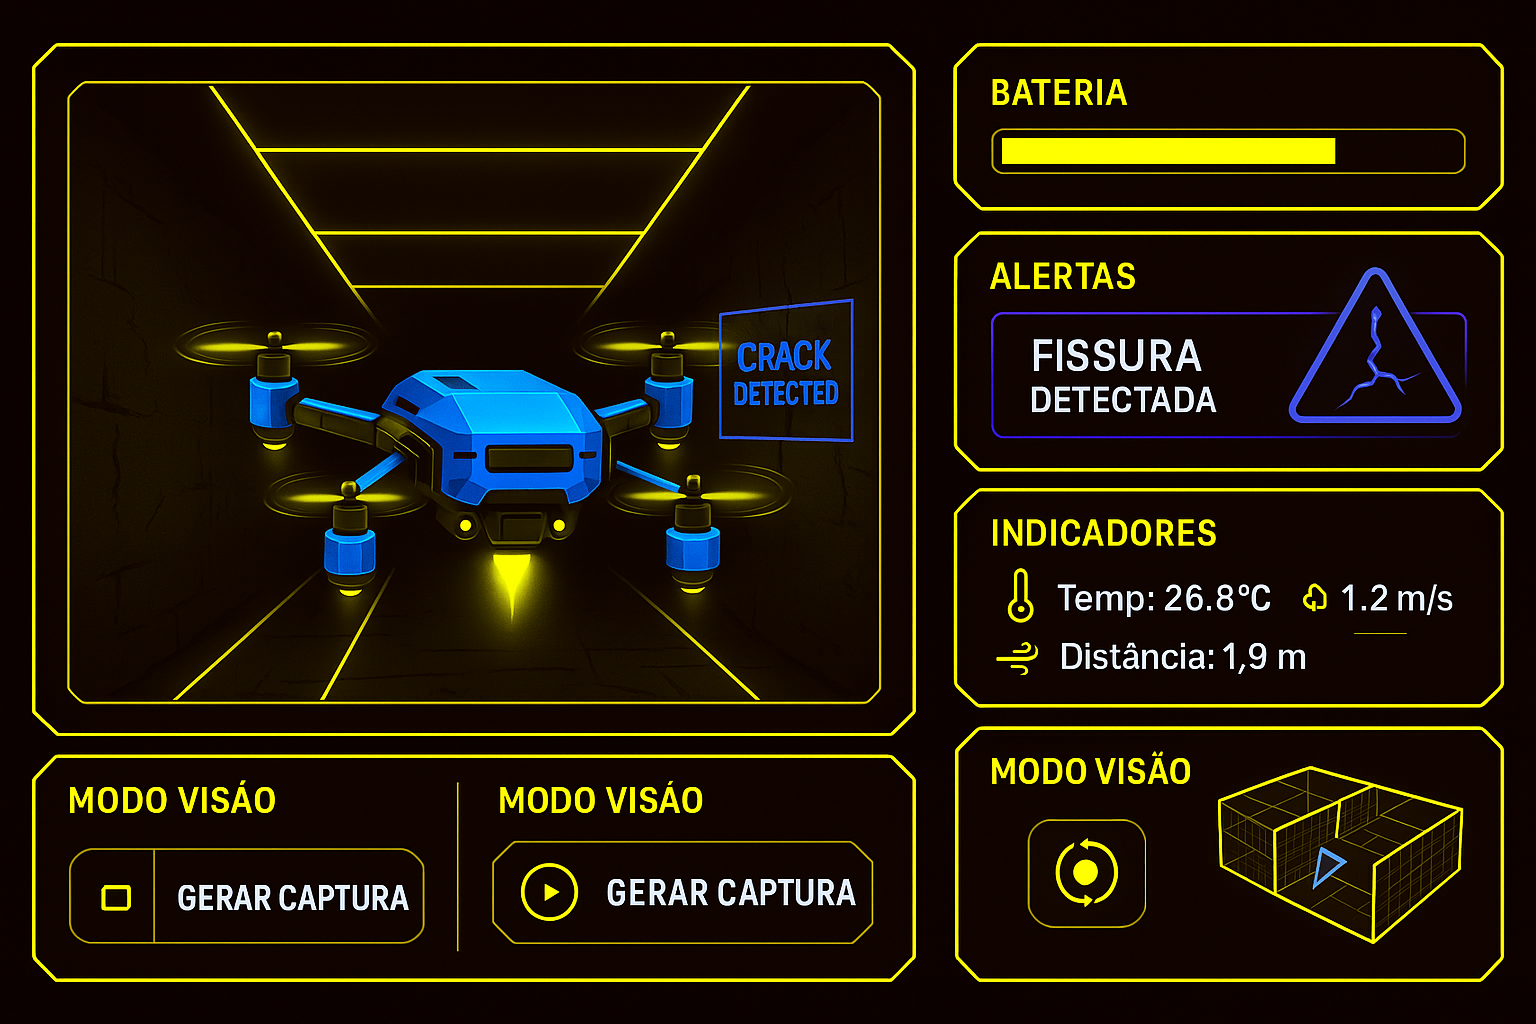 CRACK
DETECTED
MODO VISÁO
GERAR CAPTURA
MODO VISÁO
GERAR CAPTURA
BATERIA
ALERTAS
FISSURA
DETECTADA
INDICADORES
Temp: 26.8°C 1.2 m/s
Distância: 1,9 m
MODO VISÃO